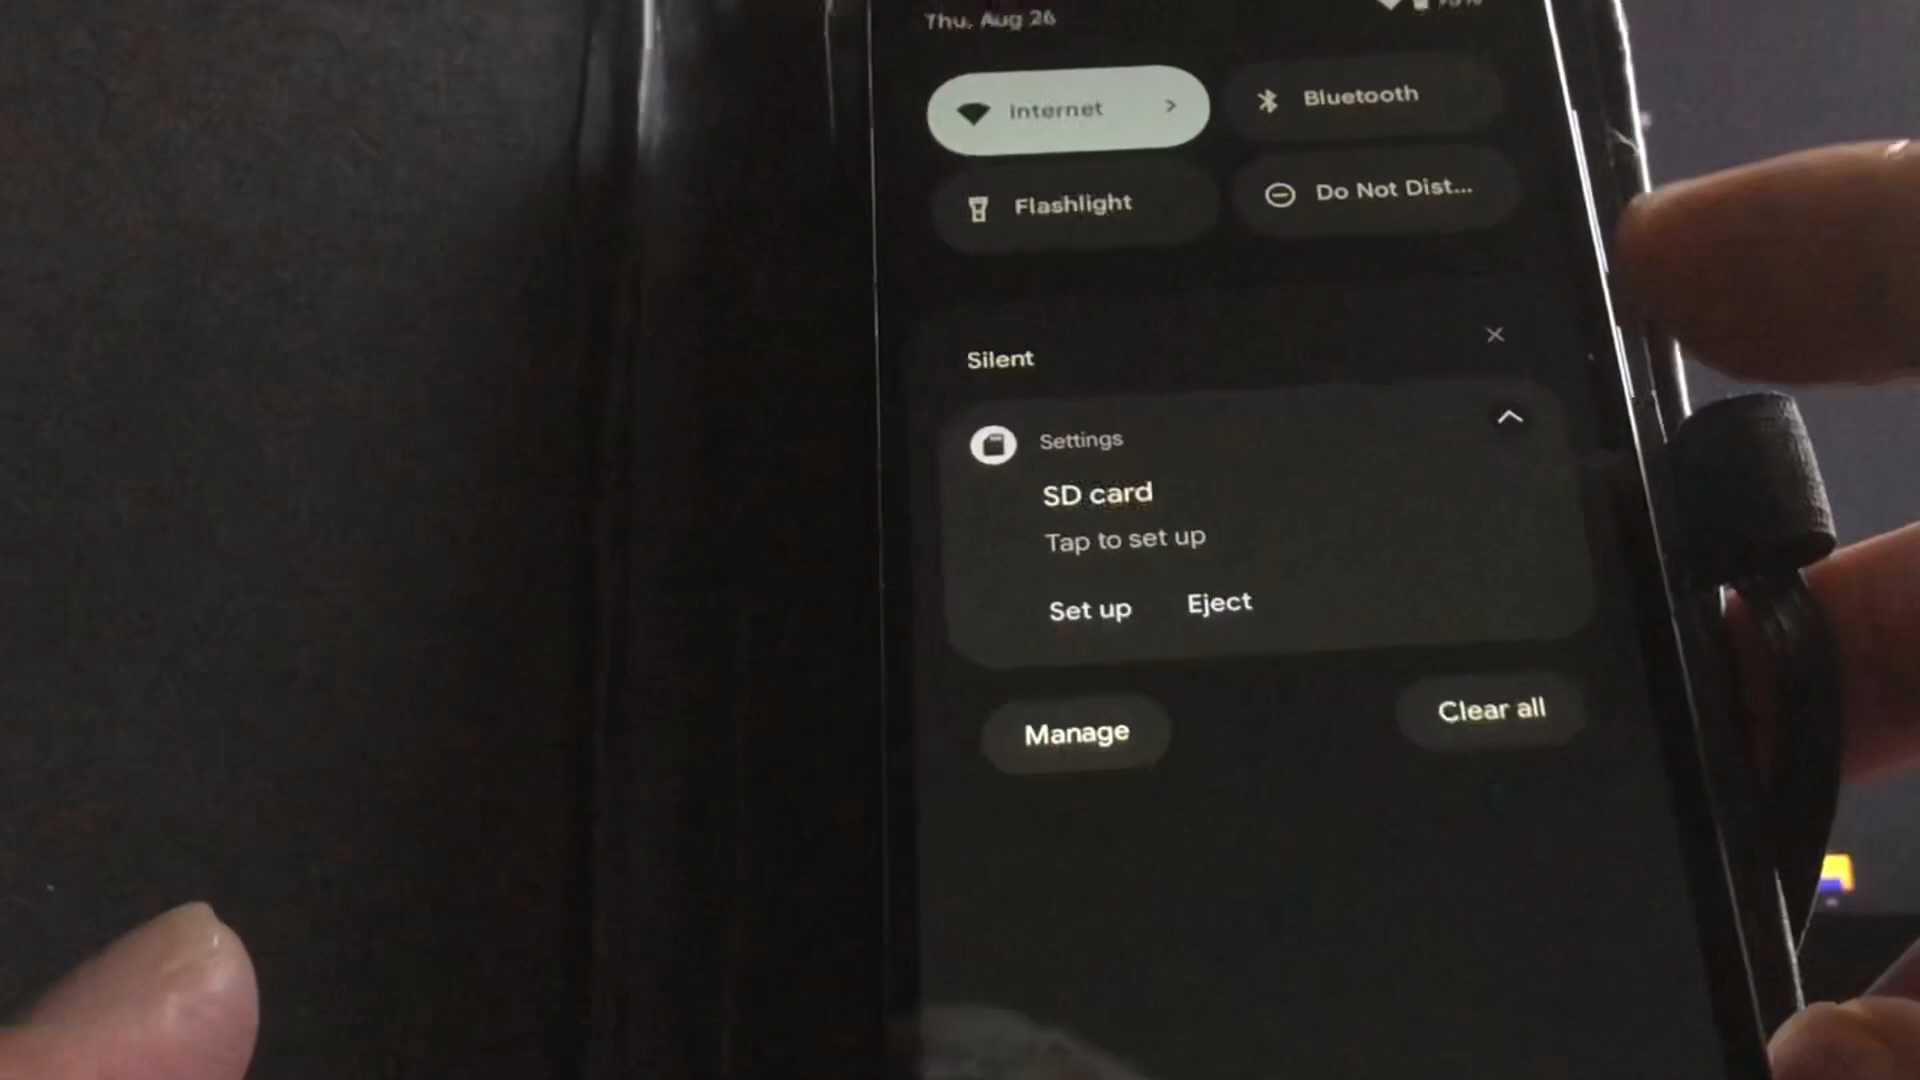 Thu, Aug 26
Internet
Bluetooth
Flashlight
Do Not Dist...
Silent
Settings
SD card
Tap to set up
Set up Eject
Manage
Clear all